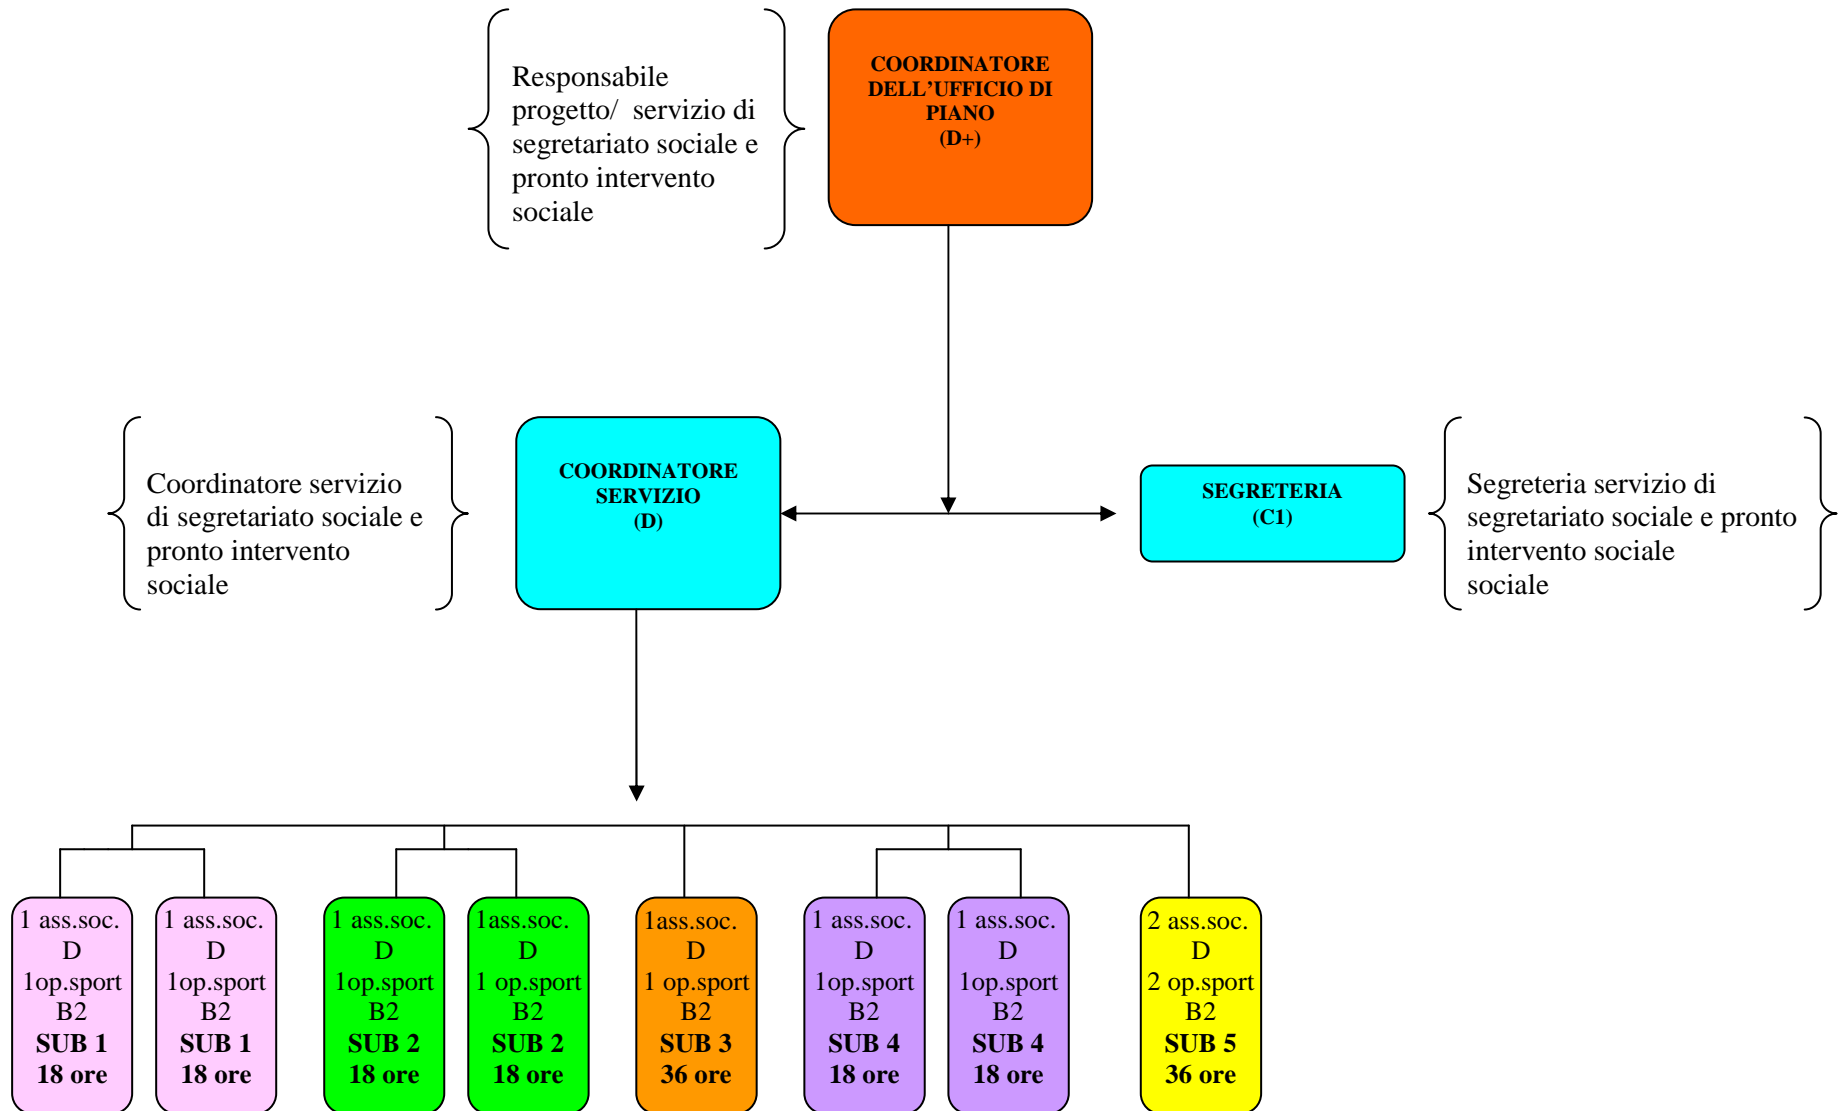 Responsabile
progetto/ servizio di
segretariato sociale e
pronto intervento
sociale
COORDINATORE
DELL’UFFICIO DI
PIANO
(D+)
Coordinatore servizio
di segretariato sociale e
pronto intervento
sociale
COORDINATORE
SERVIZIO
(D)
SEGRETERIA
(C1)
Segreteria servizio di
segretariato sociale e pronto
intervento sociale
sociale
1 ass.soc.
D
1op.sport
B2
SUB 1
18 ore
1 ass.soc.
D
1op.sport
B2
SUB 1
18 ore
1 ass.soc.
D
1op.sport
B2
SUB 2
18 ore
1ass.soc.
D
1 op.sport
B2
SUB 2
18 ore
1ass.soc.
D
1 op.sport
B2
SUB 3
36 ore
1 ass.soc.
D
1op.sport
B2
SUB 4
18 ore
1 ass.soc.
D
1op.sport
B2
SUB 4
18 ore
2 ass.soc.
D
2 op.sport
B2
SUB 5
36 ore